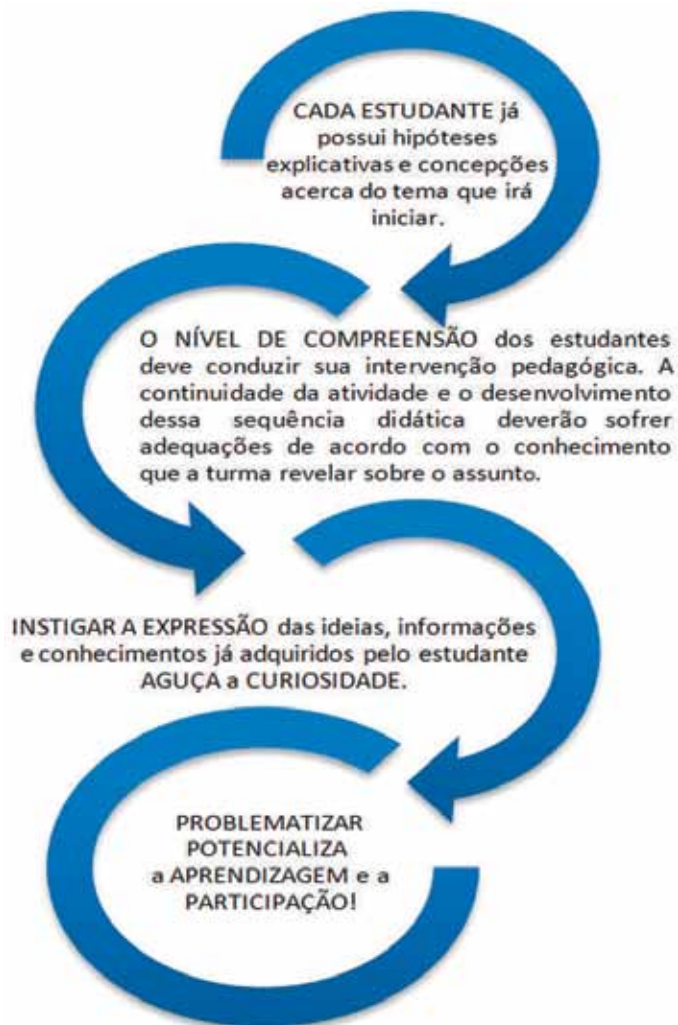 CADA ESTUDANTE já
possui hipóteses
explicativas e concepções
acerca do tema que irá
iniciar.
O NÍVEL DE COMPREENSÃO dos estudantes
deve conduzir sua intervenção pedagógica. A
continuidade da atividade e o desenvolvimento
dessa sequência didática deverão sofrer
adequações de acordo com o conhecimento
que a turma revelar sobre o assunto.
INSTIGAR A EXPRESSÃO das ideias, informações
e conhecimentos já adquiridos pelo estudante
AGUÇA a CURIOSIDADE.
PROBLEMATIZAR
POTENCIALIZA
a APRENDIZAGEM e a
PARTICIPAÇÃO!